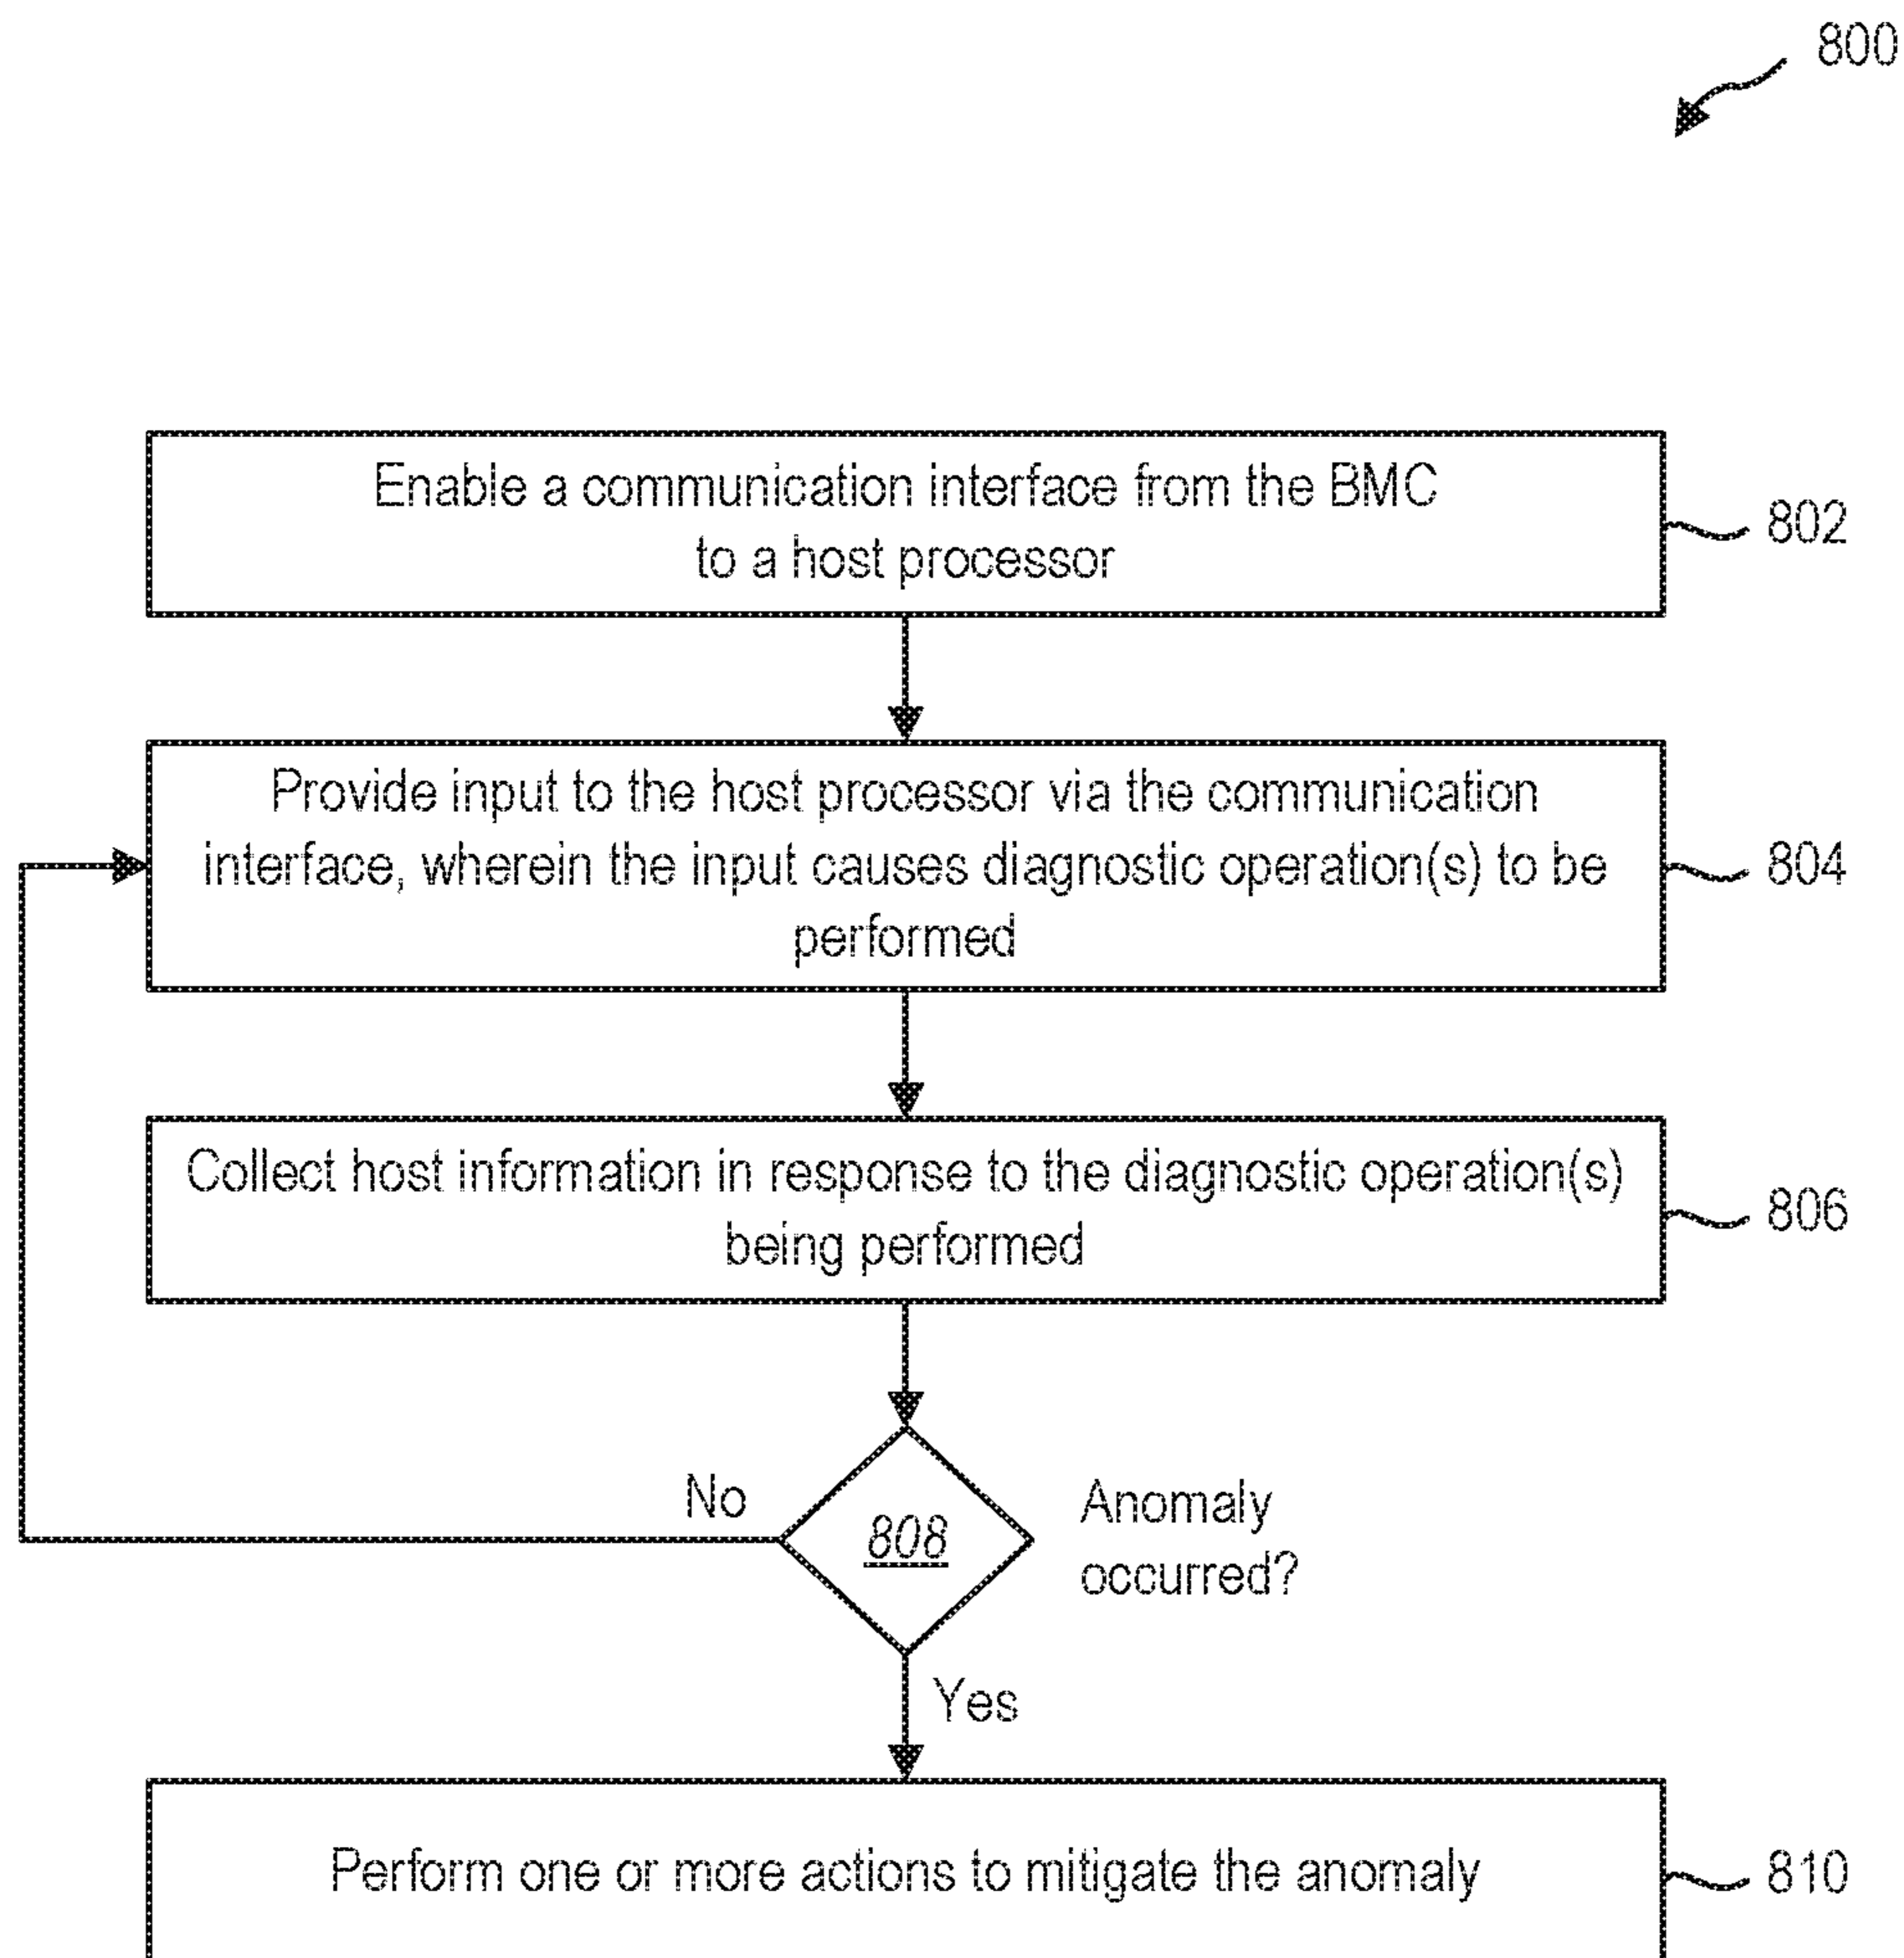 800
Enable a communication interface from the BMC
to a host processor
802
Provide input to the host processor via the communication
interface, wherein the input causes diagnostic operation(s) to be
performed
804
Collect host information in response to the diagnostic operation(s)
being performed
806
No
808
Anomaly
occurred?
Yes
Perform one or more actions to mitigate the anomaly
810